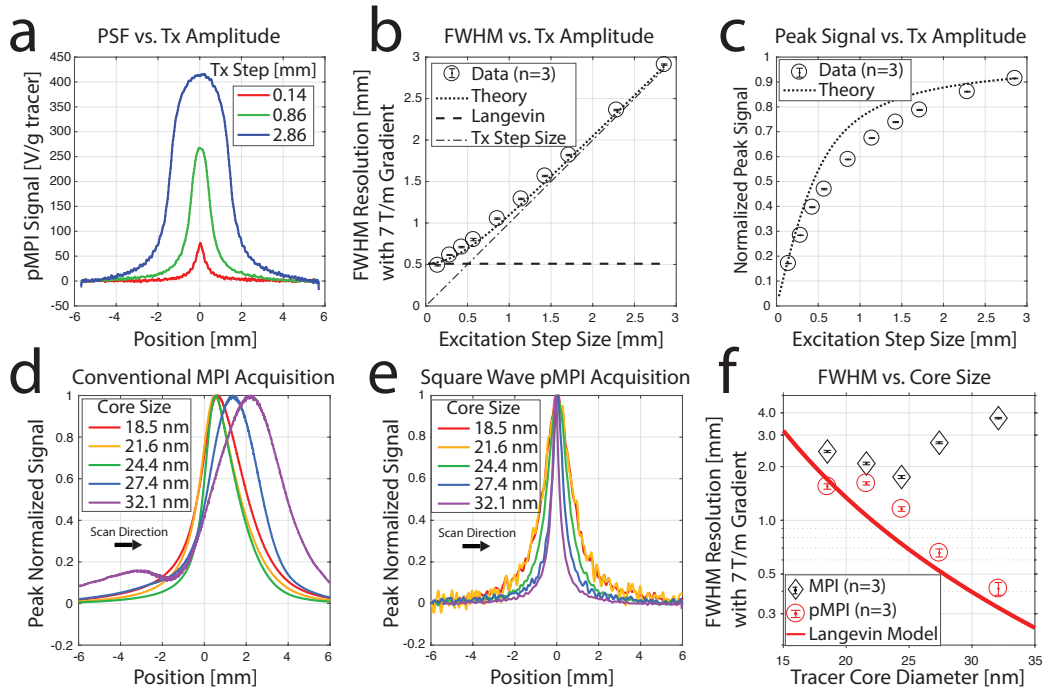 a
PSF vs. Tx Amplitude
pMPI Signal [V/g tracer]
450
400
350
300
250
200
150
100
50
0
-50
Tx Step [mm]
0.14
0.86
2.86
-6 -4 -2 0 2 4 6
Position [mm]
b
FWHM vs. Tx Amplitude
FWHM Resolution [mm]
with 7 T/m Gradient
3
2.5
2
1.5
1
0.5
0
Data (n=3)
Theory
Langevin
Tx Step Size
0 0.5 1 1.5 2 2.5 3
Excitation Step Size [mm]
c
Peak Signal vs. Tx Amplitude
Normalized Peak Signal
1
0.9
0.8
0.7
0.6
0.5
0.4
0.3
0.2
0.1
0
Data (n=3)
Theory
0 0.5 1 1.5 2 2.5 3
Excitation Step Size [mm]
d
Conventional MPI Acquisition
Peak Normalized Signal
1
0.8
0.6
0.4
0.2
0
-0.2
Core Size
18.5 nm
21.6 nm
24.4 nm
27.4 nm
32.1 nm
Scan Direction
-6 -4 -2 0 2 4 6
Position [mm]
e
Square Wave pMPI Acquisition
Peak Normalized Signal
1
0.8
0.6
0.4
0.2
0
-0.2
Core Size
18.5 nm
21.6 nm
24.4 nm
27.4 nm
32.1 nm
Scan Direction
-6 -4 -2 0 2 4 6
Position [mm]
f
FWHM vs. Core Size
FWHM Resolution [mm]
with 7 T/m Gradient
4.0
3.0
2.0
1.0
0.5
0.3
MPI (n=3)
pMPI (n=3)
Langevin Model
15 20 25 30 35
Tracer Core Diameter [nm]